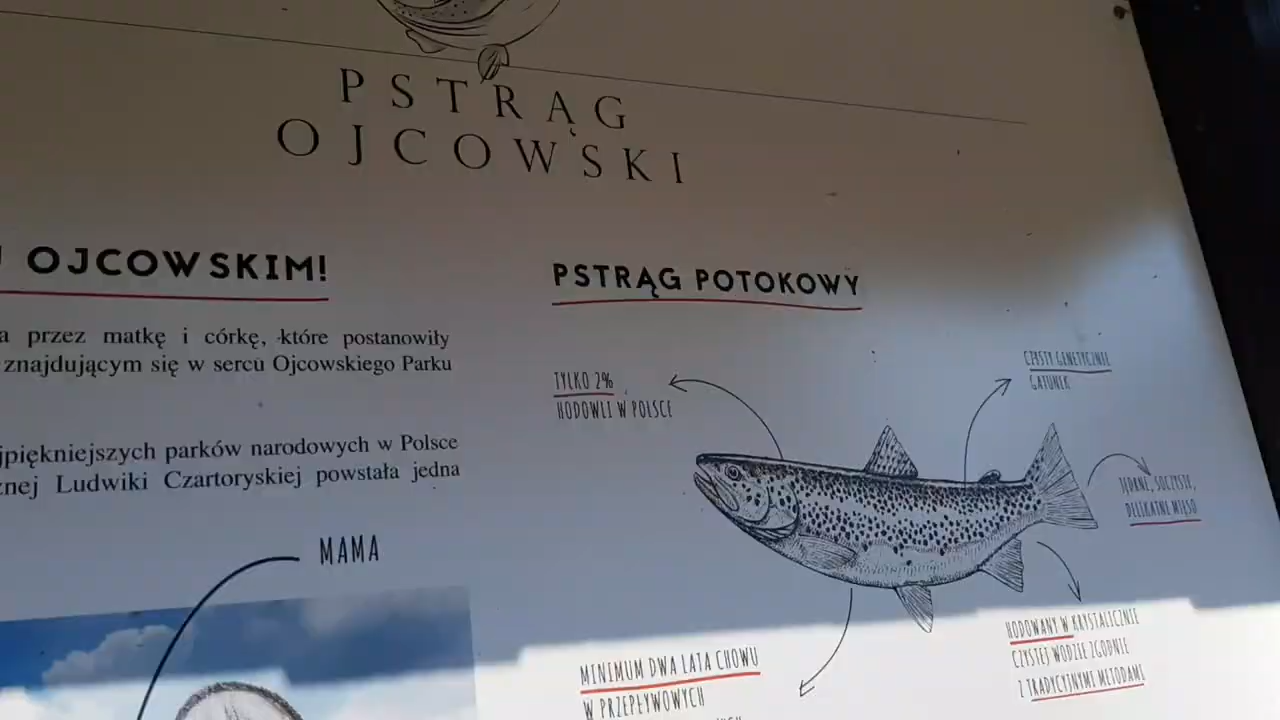 PSTRĄG
OJCOWSKI
OJCOWSKIM!
przez matkę i córkę, które postanowiły
znajdującym się w sercu Ojcowskiego Parku
parków narodowych w Polsce
Ludwiki Czartoryskiej powstała jedna
MAMA
PSTRĄG POTOKOWY
TYLKO 2%
HODOWLI W POLSCE
CZYSTY GENETYCZNIE
GATUNEK
JĘDRNE, SOCZYSTE,
DELIKATNE MIĘSO
HODOWANY W KRYSTALICZNIE
CZYSTEJ WODZIE ZGODNIE
Z TRADYCYJNYMI METODAMI
MINIMUM DWA LATA CHOWU
W PRZEPŁYWOWYCH